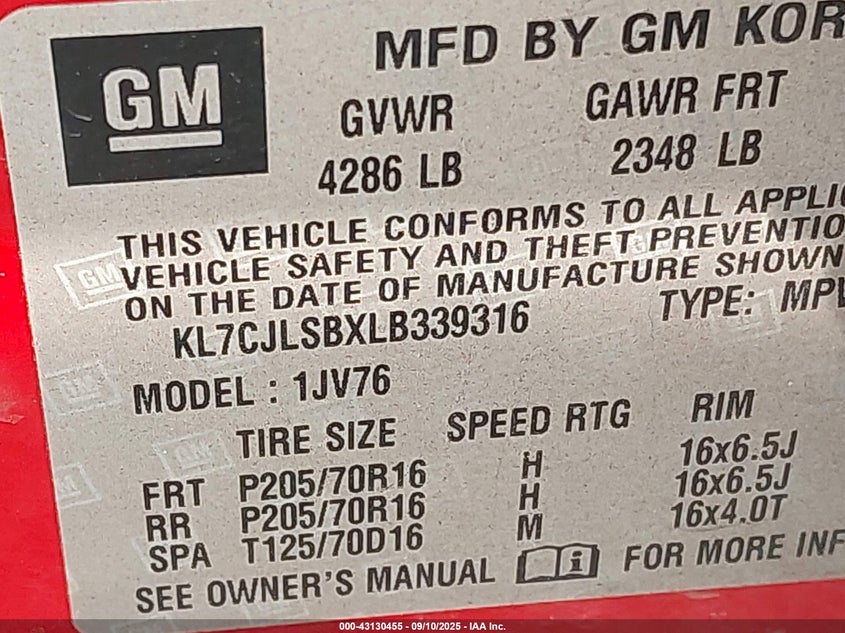 GM
MFD BY GM KOR
GVWR GAWR FRT
4286 LB 2348 LB
THIS VEHICLE CONFORMS TO ALL APPLIC
VEHICLE SAFETY AND THEFT PREVENTIO
ON THE DATE OF MANUFACTURE SHOWN
KL7CJLSBXLB339316 TYPE: MPV
MODEL : 1JV76
TIRE SIZE SPEED RTG RIM
FRT P205/70R16 H 16x6.5J
RR P205/70R16 H 16x6.5J
SPA T125/70D16 M 16x4.0T
SEE OWNER'S MANUAL i FOR MORE INF
000-43130455 - 09/10/2025 - IAA Inc.